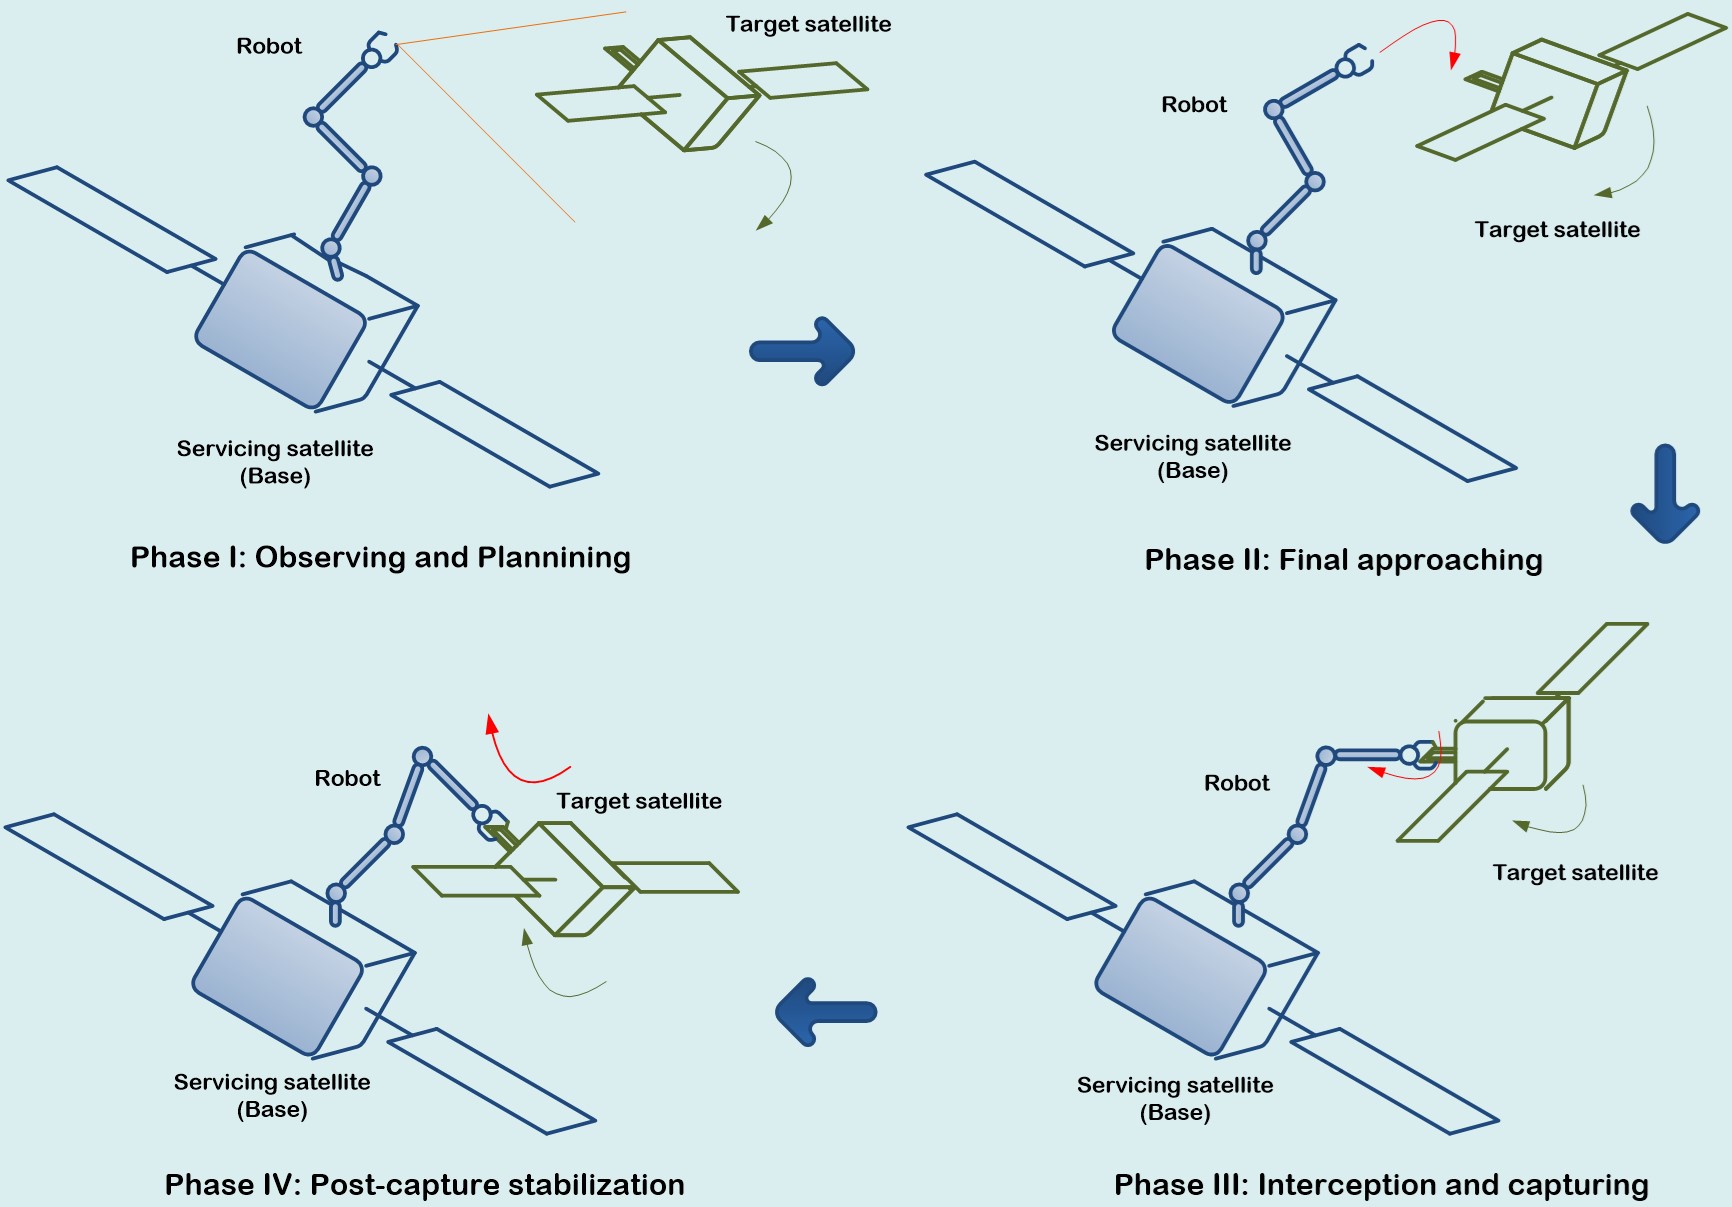 Robot
Target satellite
Servicing satellite
(Base)
Phase I: Observing and Plannining
Robot
Target satellite
Servicing satellite
(Base)
Phase II: Final approaching
Robot
Target satellite
Servicing satellite
(Base)
Phase III: Interception and capturing
Robot
Target satellite
Servicing satellite
(Base)
Phase IV: Post-capture stabilization